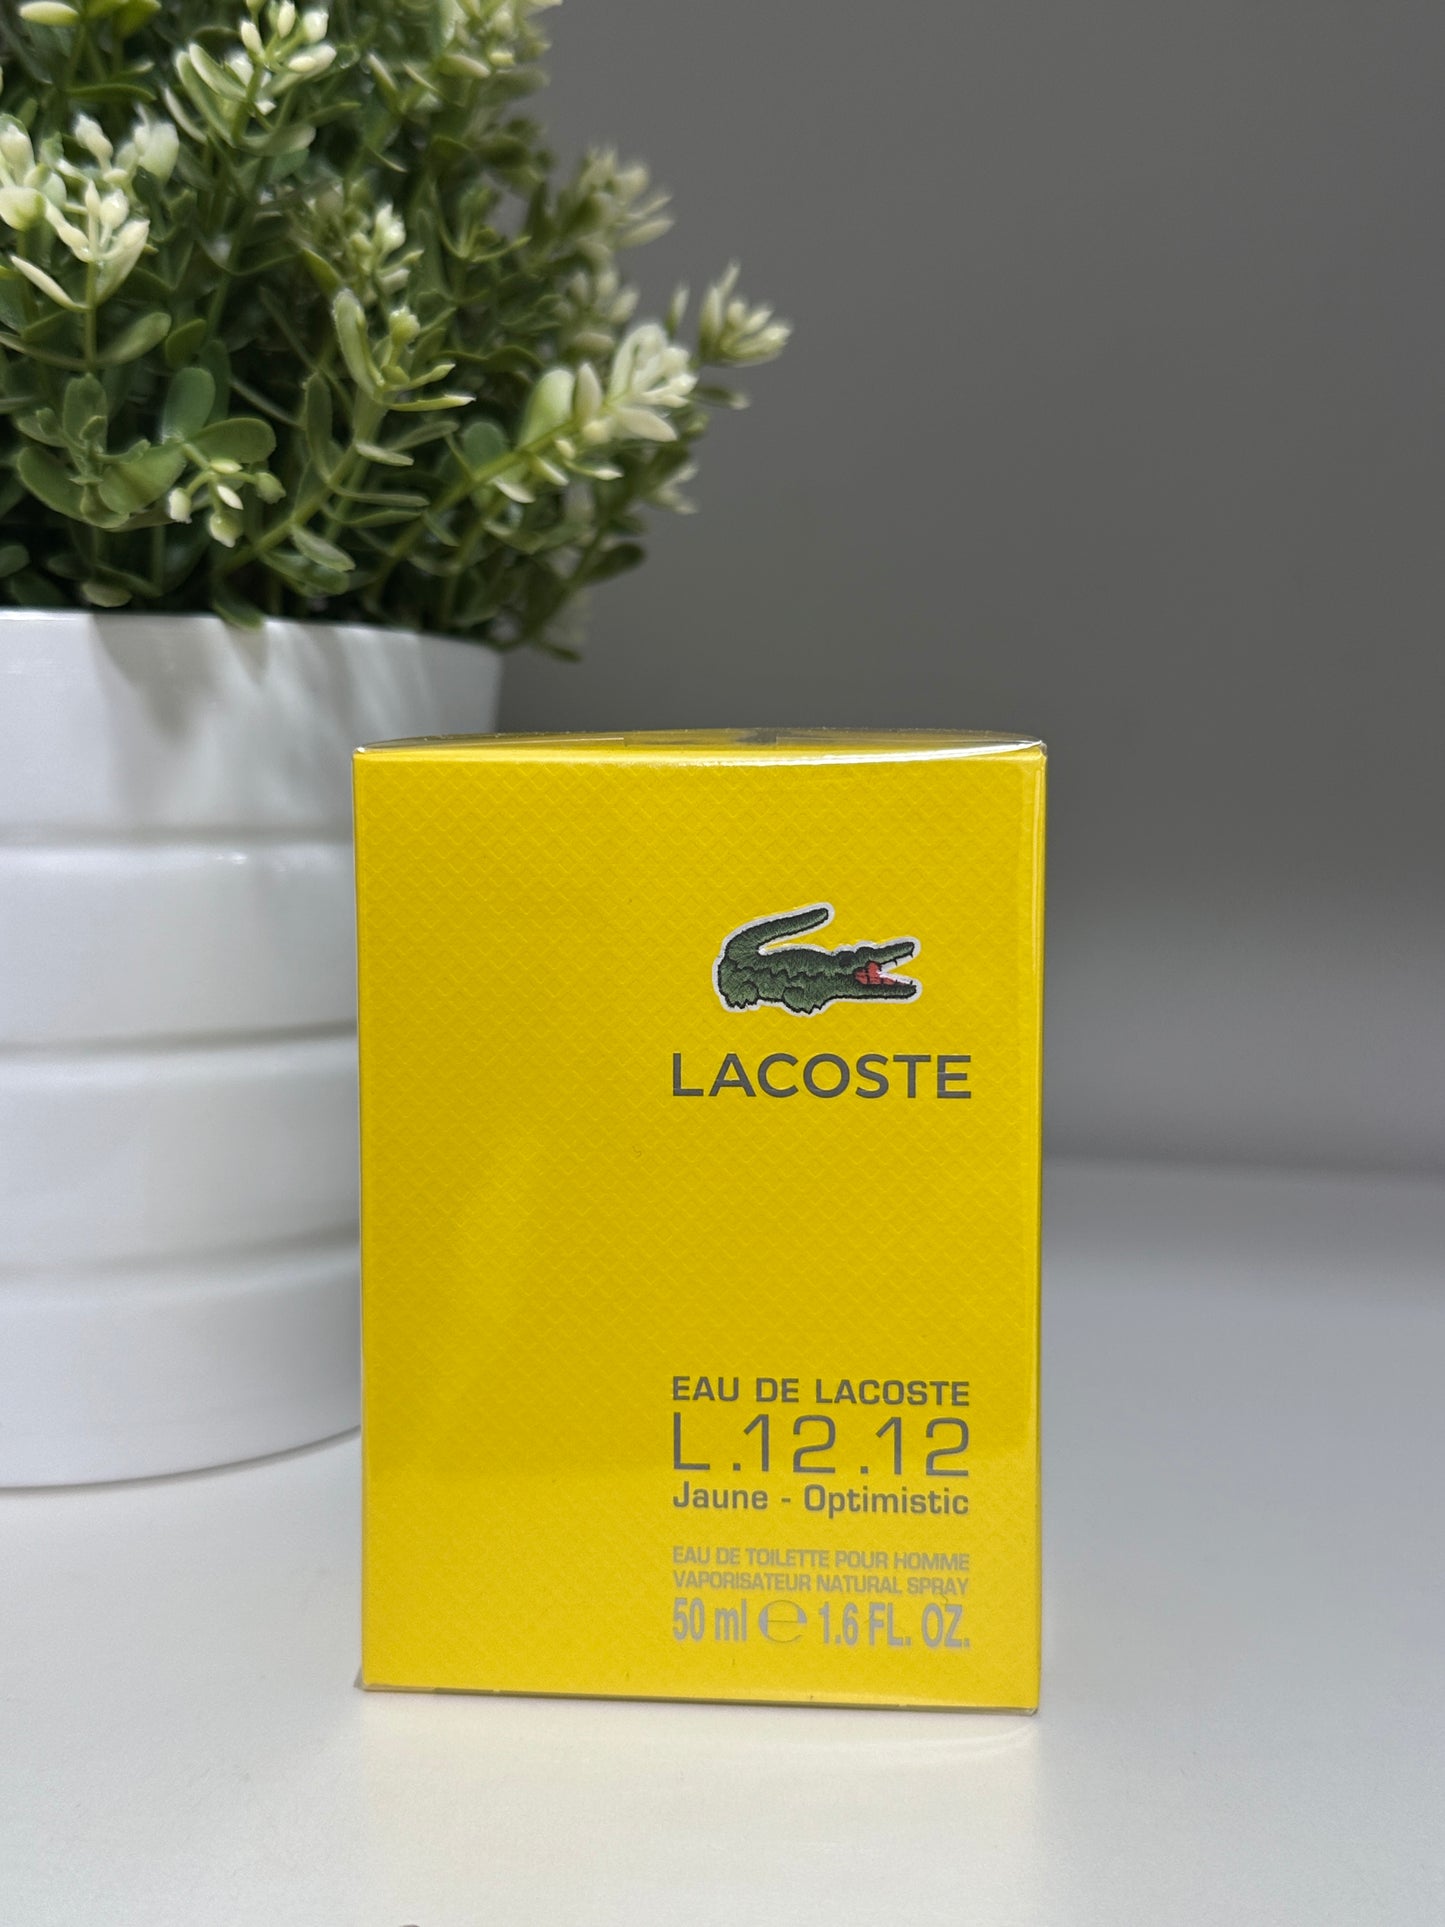 LACOSTE
EAU DE LACOSTE
L.12.12
Jaune - Optimistic
EAU DE TOILETTE POUR HOMME
VAPORISATEUR NATURAL SPRAY
50 ml e 1.6 FL. OZ.